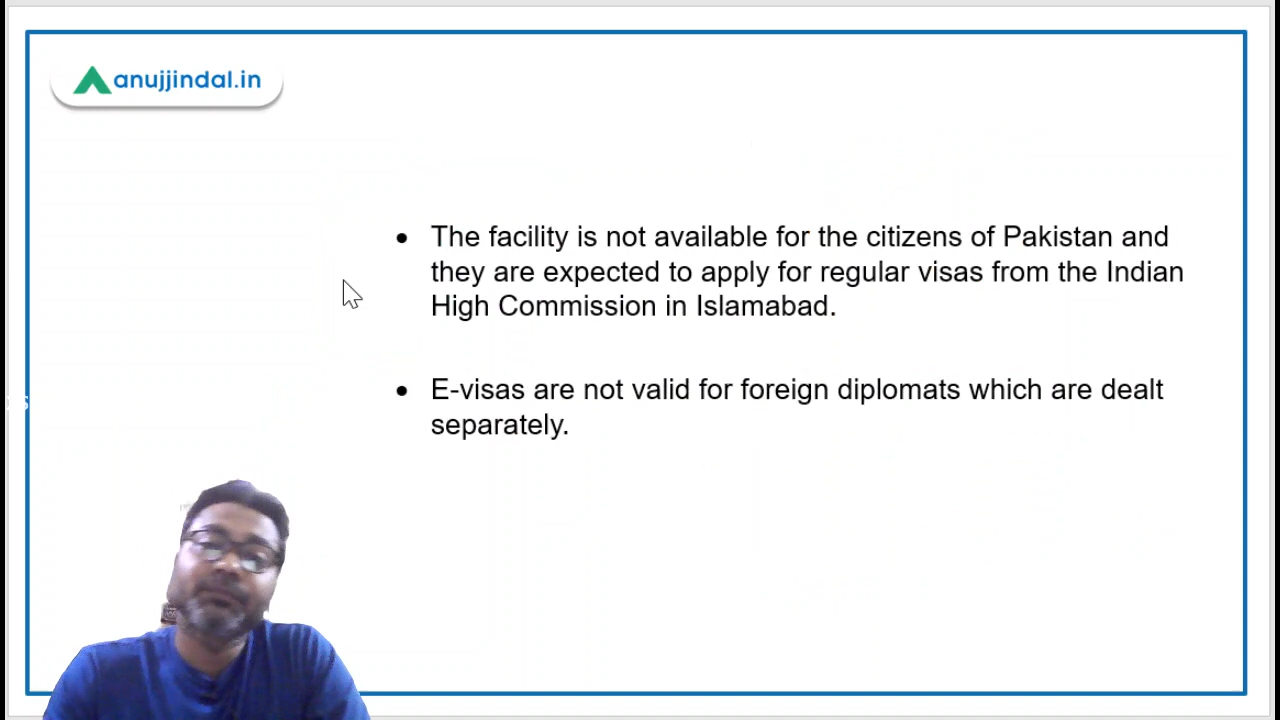 anujjindal.in
• The facility is not available for the citizens of Pakistan and
they are expected to apply for regular visas from the Indian
High Commission in Islamabad.
• E-visas are not valid for foreign diplomats which are dealt
separately.